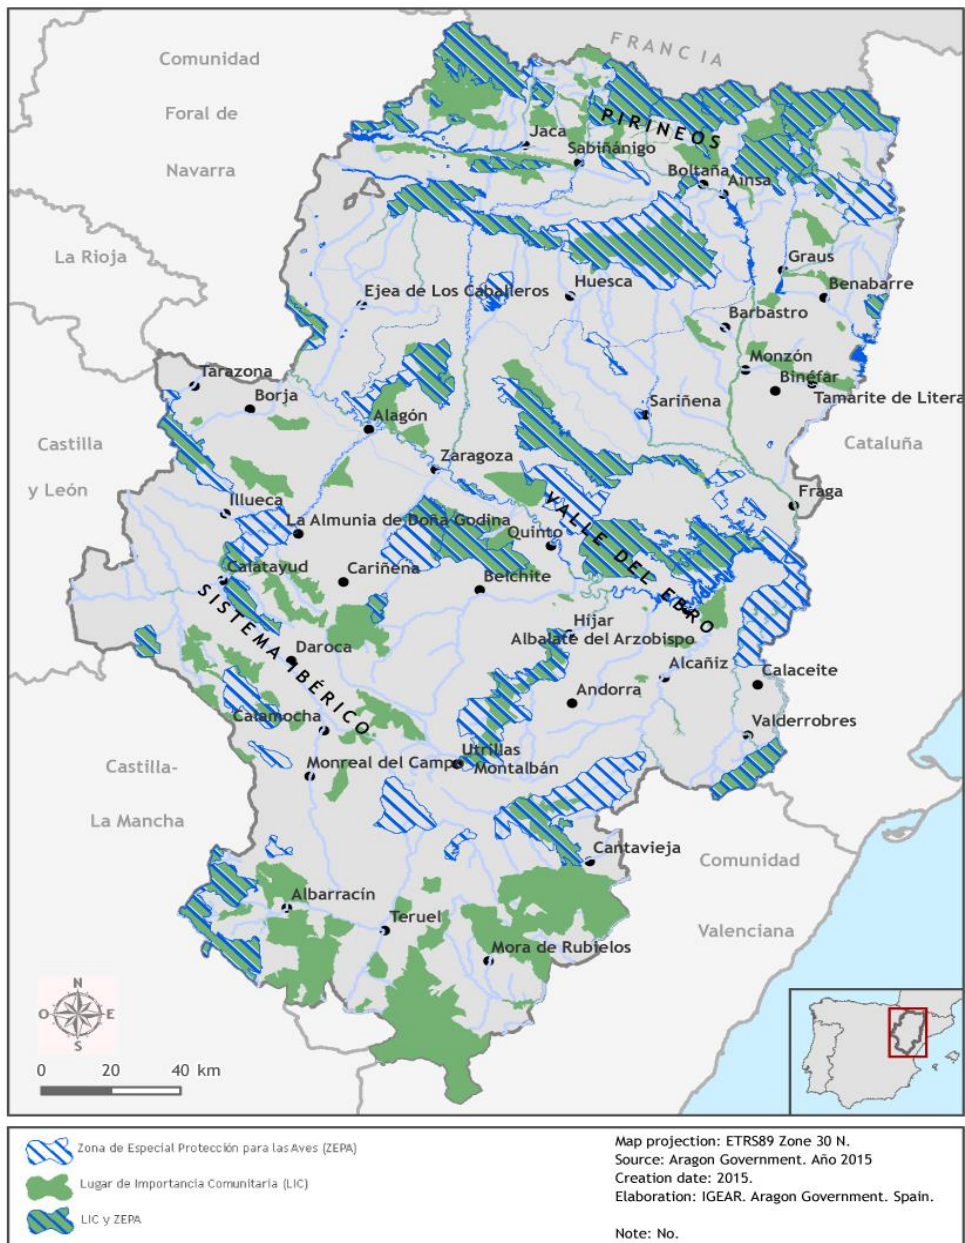 FRANCIA
Comunidad
Foral de
Navarra
PIRINEOS
Jaca
Sabiñánigo
Boltaña
Ainsa
La Rioja
Graus
Ejea de Los Caballeros
Huesca
Benabarre
Barbastro
Monzón
Tarazona
Binéfar
Borja
Tamarite de Litera
Sariñena
Alagón
Castilla
y León
Cataluña
Zaragoza
Illueca
Fraga
La Almunia de Doña Godina
VALLE DEL EBRO
Quinto
Calatayud
Cariñena
Belchite
SISTEMA IBÉRICO
Híjar
Albalate del Arzobispo
Daroca
Alcañiz
Calaceite
Andorra
Calamocha
Valderrobres
Utrillas
Castilla-
La Mancha
Monreal del Campo
Montalbán
Cantavieja
Comunidad
Valenciana
Albarracín
Teruel
Mora de Rubielos
N
O E
S
0 20 40 km
Zona de Especial Protección para las Aves (ZEPA)
Lugar de Importancia Comunitaria (LIC)
LIC y ZEPA
Map projection: ETRS89 Zone 30 N.
Source: Aragon Government. Año 2015
Creation date: 2015.
Elaboration: IGEAR. Aragon Government. Spain.
Note: No.